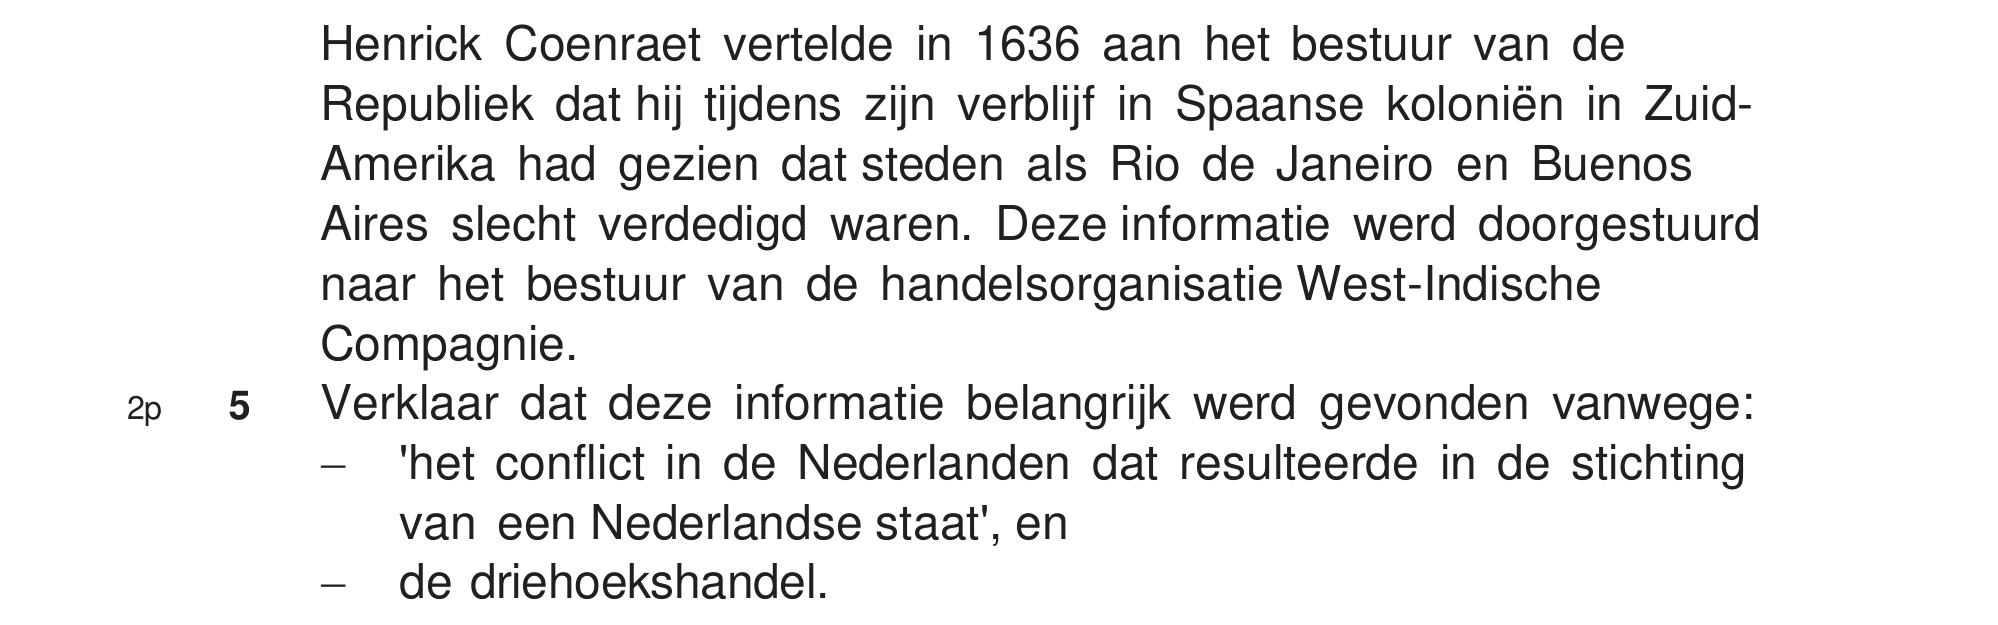 Henrick Coenraet vertelde in 1636 aan het bestuur van de
Republiek dat hij tijdens zijn verblijf in Spaanse koloniën in Zuid-
Amerika had gezien dat steden als Rio de Janeiro en Buenos
Aires slecht verdedigd waren. Deze informatie werd doorgestuurd
naar het bestuur van de handelsorganisatie West-Indische
Compagnie.
2p 5 Verklaar dat deze informatie belangrijk werd gevonden vanwege:
– 'het conflict in de Nederlanden dat resulteerde in de stichting
van een Nederlandse staat', en
– de driehoekshandel.